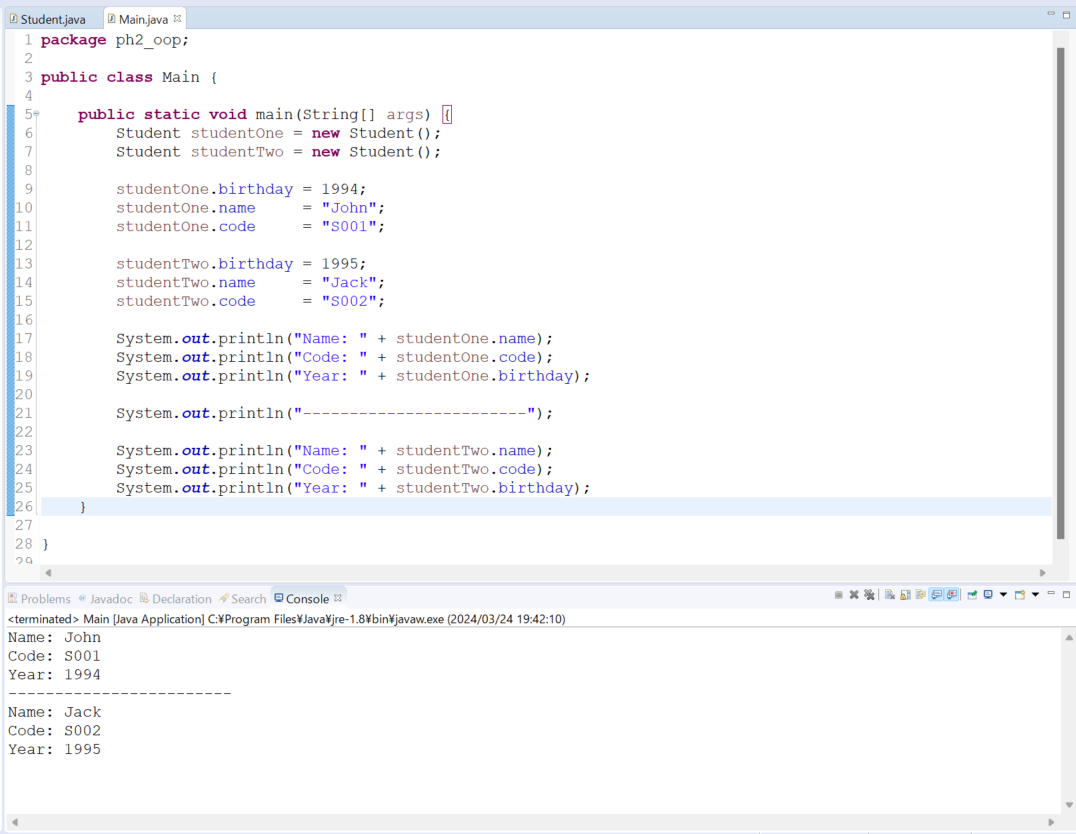 Student.java Main.java
1 package ph2_oop;
2
3 public class Main {
4
5     public static void main(String[] args) {
6         Student studentOne = new Student();
7         Student studentTwo = new Student();
8
9         studentOne.birthday = 1994;
10         studentOne.name     = "John";
11         studentOne.code     = "S001";
12
13         studentTwo.birthday = 1995;
14         studentTwo.name     = "Jack";
15         studentTwo.code     = "S002";
16
17         System.out.println("Name: " + studentOne.name);
18         System.out.println("Code: " + studentOne.code);
19         System.out.println("Year: " + studentOne.birthday);
20
21         System.out.println("------------------------");
22
23         System.out.println("Name: " + studentTwo.name);
24         System.out.println("Code: " + studentTwo.code);
25         System.out.println("Year: " + studentTwo.birthday);
26     }
27
28 }
29
Problems Javadoc Declaration Search Console
<terminated> Main [Java Application] C:¥Program Files¥Java¥jre-1.8¥bin¥javaw.exe (2024/03/24 19:42:10)
Name: John
Code: S001
Year: 1994
------------------------
Name: Jack
Code: S002
Year: 1995